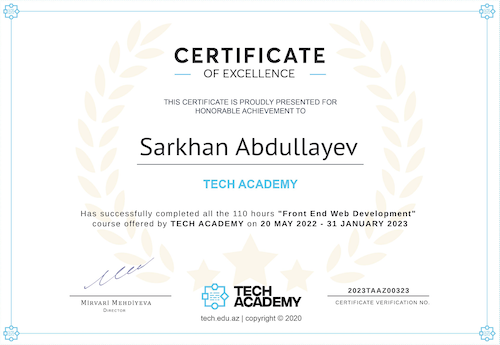 CERTIFICATE
OF EXCELLENCE
THIS CERTIFICATE IS PROUDLY PRESENTED FOR
HONORABLE ACHIEVEMENT TO
Sarkhan Abdullayev
TECH ACADEMY
Has successfully completed all the 110 hours "Front End Web Development"
course offered by TECH ACADEMY on 20 MAY 2022 - 31 JANUARY 2023
Mirvari Mehdiyeva
Director
TECH
ACADEMY
tech.edu.az | copyright © 2020
2023TAAZ00323
CERTIFICATE VERIFICATION NO.